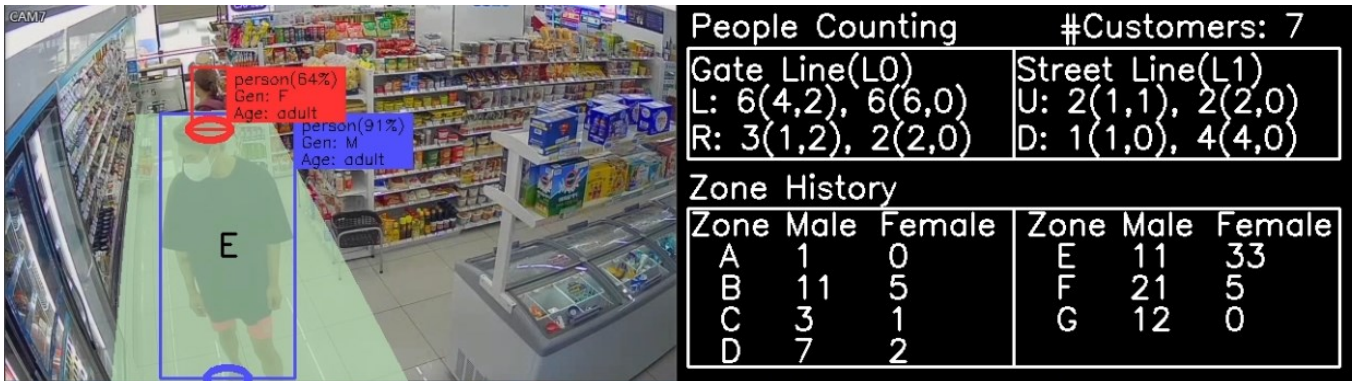 CAM7
person(64%)
Gen: F
Age: adult
person(91%)
Gen: M
Age: adult
E
People Counting #Customers: 7
Gate Line(L0)
L: 6(4,2), 6(6,0)
R: 3(1,2), 2(2,0)
Street Line(L1)
U: 2(1,1), 2(2,0)
D: 1(1,0), 4(4,0)
Zone History
Zone Male Female
A 1 0
B 11 5
C 3 1
D 7 2
Zone Male Female
E 11 33
F 21 5
G 12 0